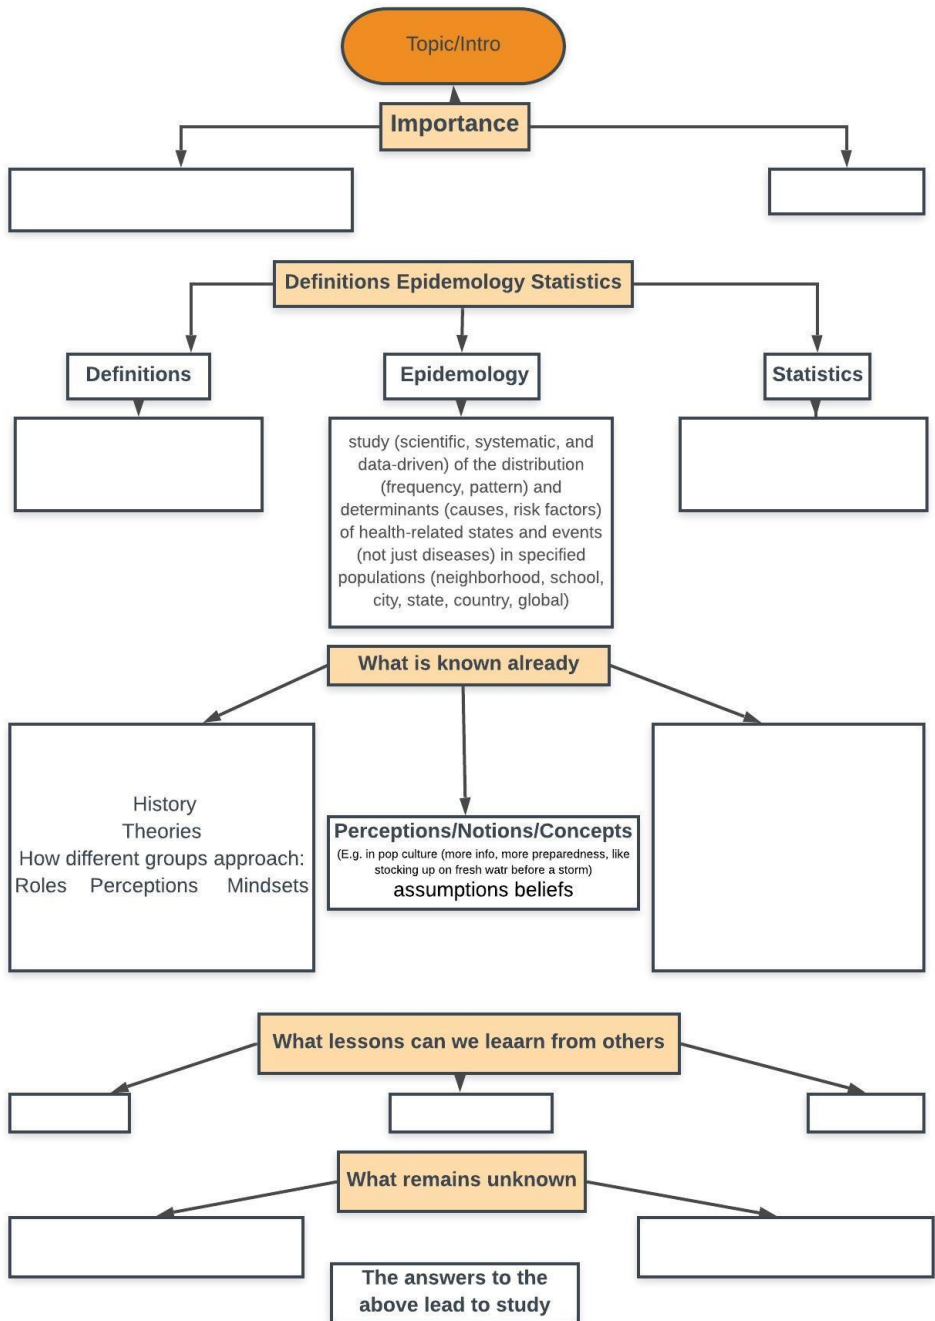 Topic/Intro
Importance
Definitions Epidemology Statistics
Definitions
Epidemology
Statistics
study (scientific, systematic, and
data-driven) of the distribution
(frequency, pattern) and
determinants (causes, risk factors)
of health-related states and events
(not just diseases) in specified
populations (neighborhood, school,
city, state, country, global)
What is known already
History
Theories
How different groups approach:
Roles Perceptions Mindsets
Perceptions/Notions/Concepts
(E.g. in pop culture (more info, more preparedness, like
stocking up on fresh watr before a storm)
assumptions beliefs
What lessons can we leaarn from others
What remains unknown
The answers to the
above lead to study